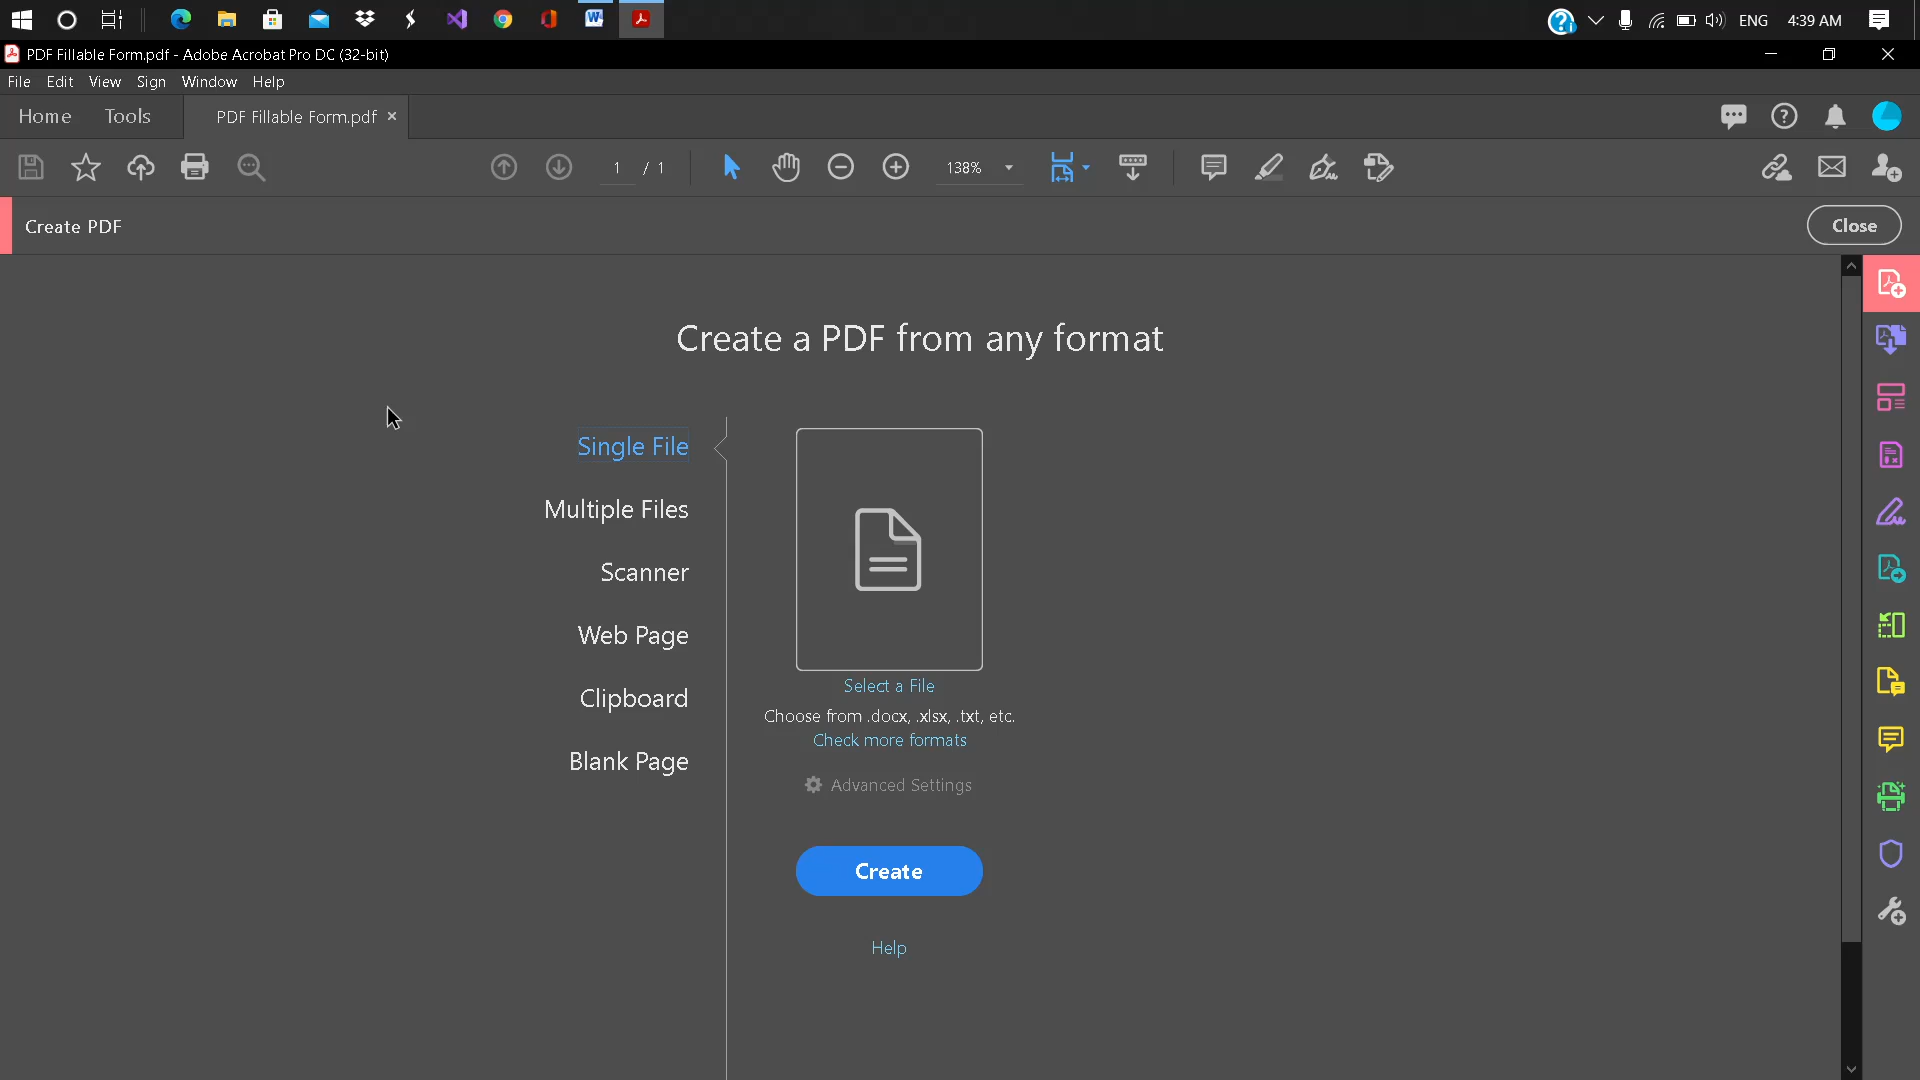 ENG 4:39 AM
PDF Fillable Form.pdf - Adobe Acrobat Pro DC (32-bit)
File Edit View Sign Window Help
Home Tools PDF Fillable Form.pdf ×
1 / 1 138%
Create PDF Close
Create a PDF from any format
Single File
Multiple Files
Scanner
Web Page
Clipboard
Blank Page
Select a File
Choose from .docx, .xlsx, .txt, etc.
Check more formats
Advanced Settings
Create
Help